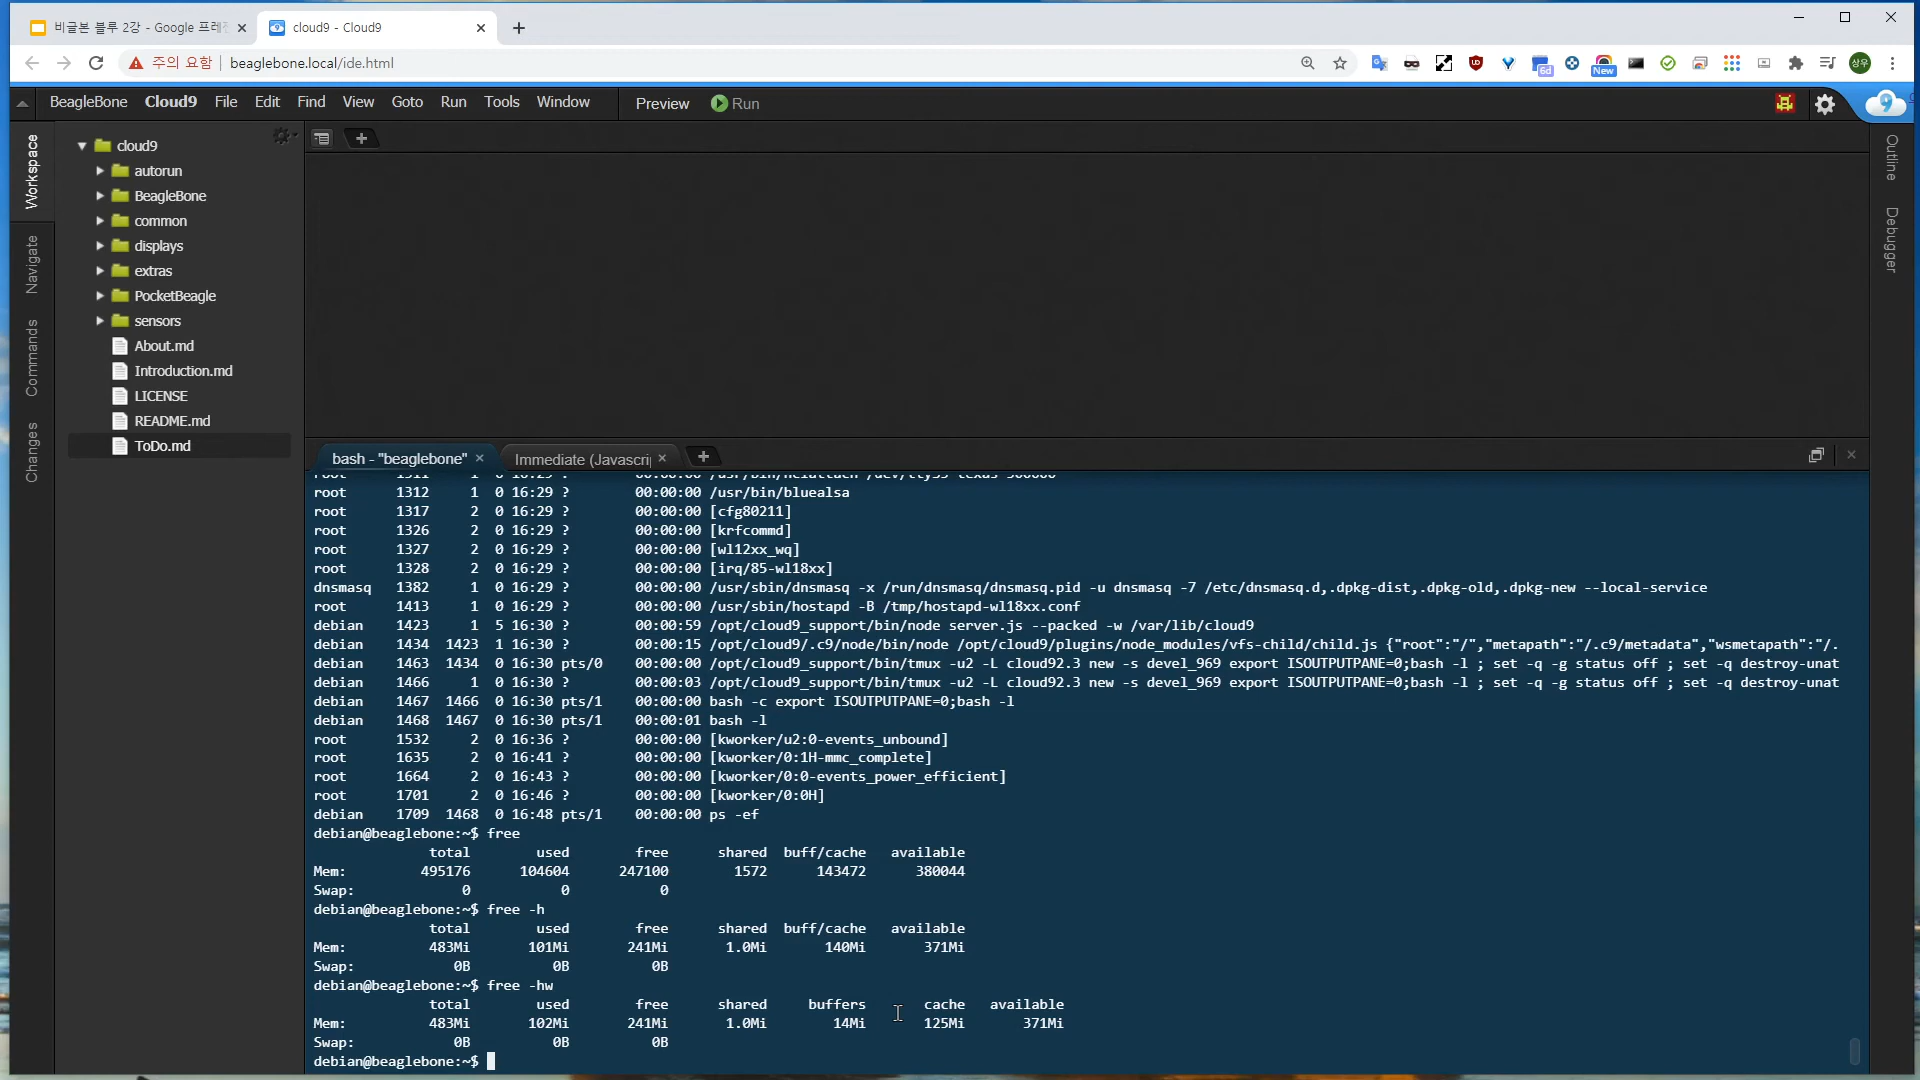 비글본 블루 2강 - Google 프레젠
cloud9 - Cloud9
주의 요함
beaglebone.local/ide.html
6d
New
상우
BeagleBone Cloud9 File Edit Find View Goto Run Tools Window Preview Run
9
Workspace
Navigate
Commands
Changes
cloud9
autorun
BeagleBone
common
displays
extras
PocketBeagle
sensors
About.md
Introduction.md
LICENSE
README.md
ToDo.md
Outline
Debugger
bash - "beaglebone"
Immediate (Javascri
root 1312 1 0 16:29 ? 00:00:00 /usr/bin/bluealsa
root 1317 2 0 16:29 ? 00:00:00 [cfg80211]
root 1326 2 0 16:29 ? 00:00:00 [krfcommd]
root 1327 2 0 16:29 ? 00:00:00 [wl12xx_wq]
root 1328 2 0 16:29 ? 00:00:00 [irq/85-wl18xx]
dnsmasq 1382 1 0 16:29 ? 00:00:00 /usr/sbin/dnsmasq -x /run/dnsmasq/dnsmasq.pid -u dnsmasq -7 /etc/dnsmasq.d,.dpkg-dist,.dpkg-old,.dpkg-new --local-service
root 1413 1 0 16:29 ? 00:00:00 /usr/sbin/hostapd -B /tmp/hostapd-wl18xx.conf
debian 1423 1 5 16:30 ? 00:00:59 /opt/cloud9_support/bin/node server.js --packed -w /var/lib/cloud9
debian 1434 1423 1 16:30 ? 00:00:15 /opt/cloud9/.c9/node/bin/node /opt/cloud9/plugins/node_modules/vfs-child/child.js {"root":"/","metapath":"/.c9/metadata","wsmetapath":"/.
debian 1463 1434 0 16:30 pts/0 00:00:00 /opt/cloud9_support/bin/tmux -u2 -L cloud92.3 new -s devel_969 export ISOUTPUTPANE=0;bash -l ; set -q -g status off ; set -q destroy-unat
debian 1466 1 0 16:30 ? 00:00:03 /opt/cloud9_support/bin/tmux -u2 -L cloud92.3 new -s devel_969 export ISOUTPUTPANE=0;bash -l ; set -q -g status off ; set -q destroy-unat
debian 1467 1466 0 16:30 pts/1 00:00:00 bash -c export ISOUTPUTPANE=0;bash -l
debian 1468 1467 0 16:30 pts/1 00:00:01 bash -l
root 1532 2 0 16:36 ? 00:00:00 [kworker/u2:0-events_unbound]
root 1635 2 0 16:41 ? 00:00:00 [kworker/0:1H-mmc_complete]
root 1664 2 0 16:43 ? 00:00:00 [kworker/0:0-events_power_efficient]
root 1701 2 0 16:46 ? 00:00:00 [kworker/0:0H]
debian 1709 1468 0 16:48 pts/1 00:00:00 ps -ef
debian@beaglebone:~$ free
total used free shared buff/cache available
Mem: 495176 104604 247100 1572 143472 380044
Swap: 0 0 0
debian@beaglebone:~$ free -h
total used free shared buff/cache available
Mem: 483Mi 101Mi 241Mi 1.0Mi 140Mi 371Mi
Swap: 0B 0B 0B
debian@beaglebone:~$ free -hw
total used free shared buffers cache available
Mem: 483Mi 102Mi 241Mi 1.0Mi 14Mi 125Mi 371Mi
Swap: 0B 0B 0B
debian@beaglebone:~$